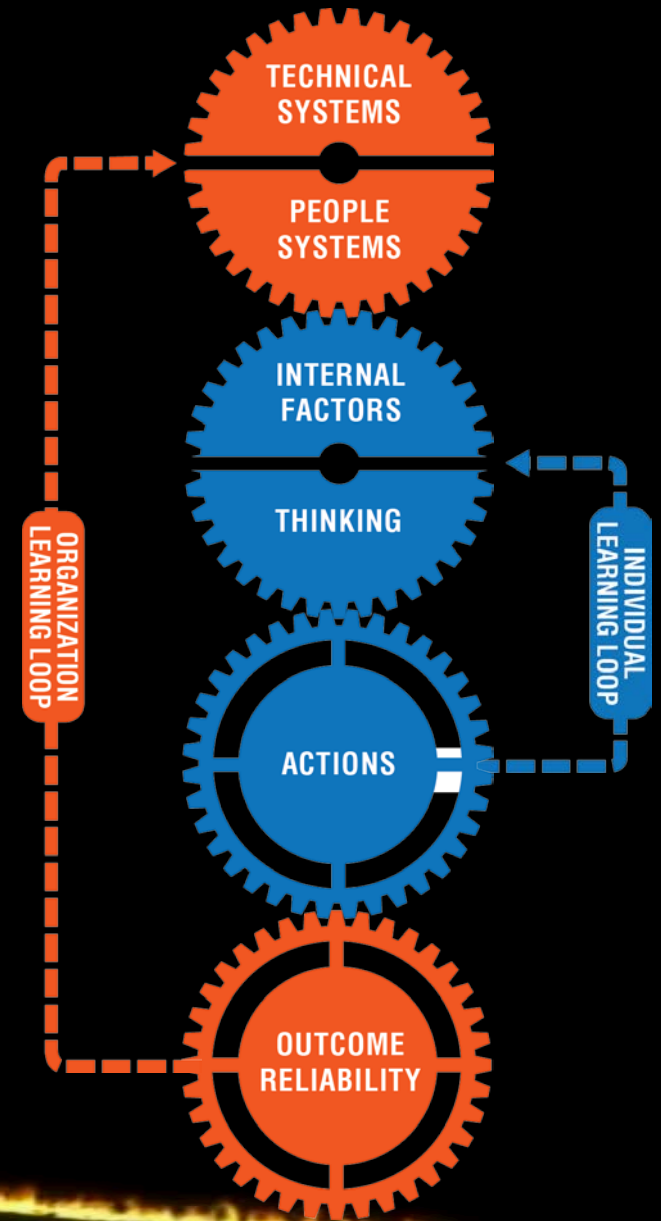 TECHNICAL
SYSTEMS
PEOPLE
SYSTEMS
INTERNAL
FACTORS
THINKING
ORGANIZATION
LEARNING LOOP
INDIVIDUAL
LEARNING LOOP
ACTIONS
OUTCOME
RELIABILITY